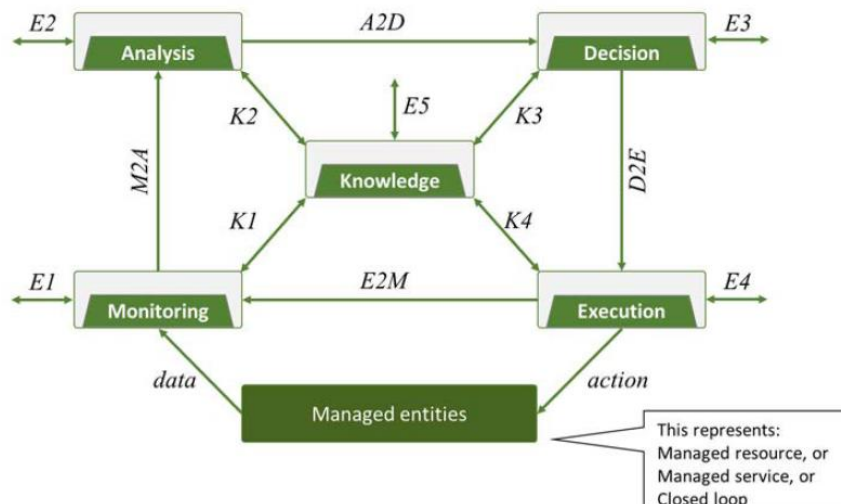 E2
A2D
E3
Analysis
Decision
K2
E5
K3
M2A
D2E
Knowledge
K1
K4
E1
E2M
E4
Monitoring
Execution
data
action
Managed entities
This represents:
Managed resource, or
Managed service, or
Closed loop